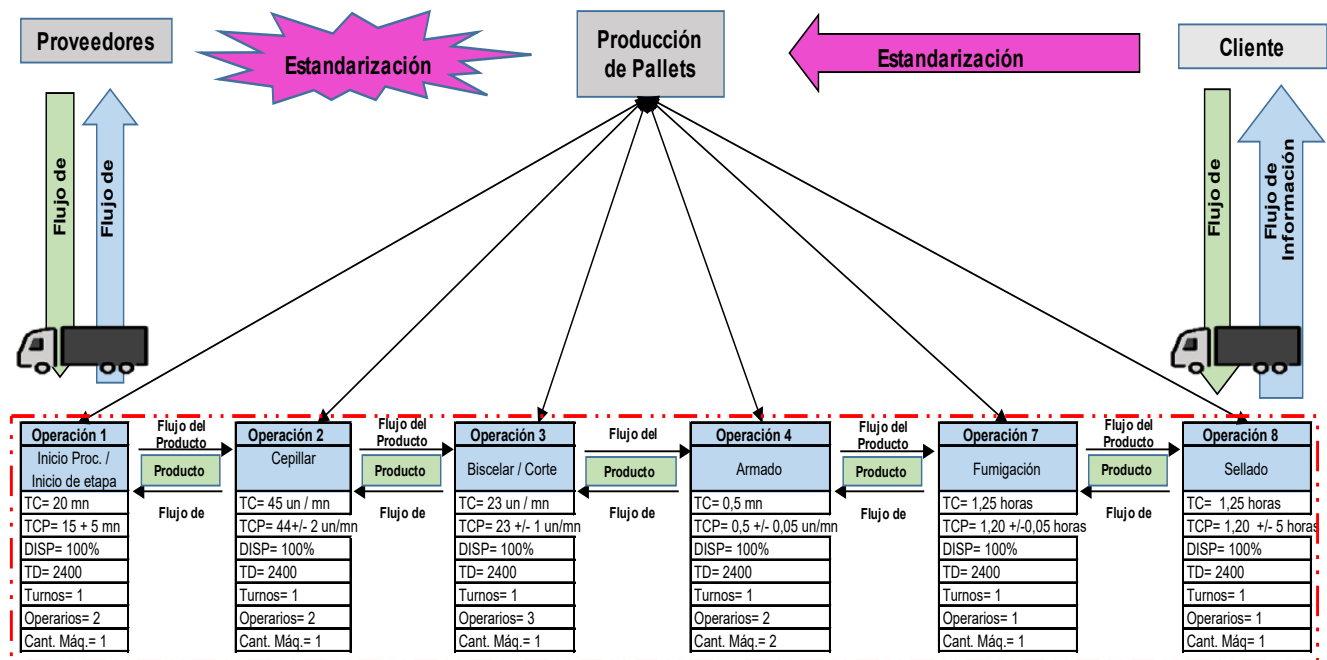 Proveedores
Estandarización
Producción
de Pallets
Estandarización
Cliente
Flujo de
Flujo de
Flujo de
Flujo de
Información
Operación 1
Inicio Proc. /
Inicio de etapa
TC= 20 mn
TCP= 15 + 5 mn
DISP= 100%
TD= 2400
Turnos= 1
Operarios= 2
Cant. Máq.= 1
Flujo del
Producto
Producto
Flujo de
Operación 2
Cepillar
TC= 45 un / mn
TCP= 44+/- 2 un/mn
DISP= 100%
TD= 2400
Turnos= 1
Operarios= 2
Cant. Máq.= 1
Flujo del
Producto
Producto
Flujo de
Operación 3
Biscelar / Corte
TC= 23 un / mn
TCP= 23 +/- 1 un/mn
DISP= 100%
TD= 2400
Turnos= 1
Operarios= 3
Cant. Máq.= 1
Flujo del
Producto
Flujo de
Operación 4
Armado
TC= 0,5 mn
TCP= 0,5 +/- 0,05 un/mn
DISP= 100%
TD= 2400
Turnos= 1
Operarios= 2
Cant. Máq.= 2
Flujo del
Producto
Producto
Flujo de
Operación 7
Fumigación
TC= 1,25 horas
TCP= 1,20 +/-0,05 horas
DISP= 100%
TD= 2400
Turnos= 1
Operarios= 1
Cant. Máq.= 1
Flujo del
Producto
Producto
Flujo de
Operación 8
Sellado
TC=  1,25 horas
TCP= 1,20  +/- 5 horas
DISP= 100%
TD= 2400
Turnos= 1
Operarios= 1
Cant. Máq= 1